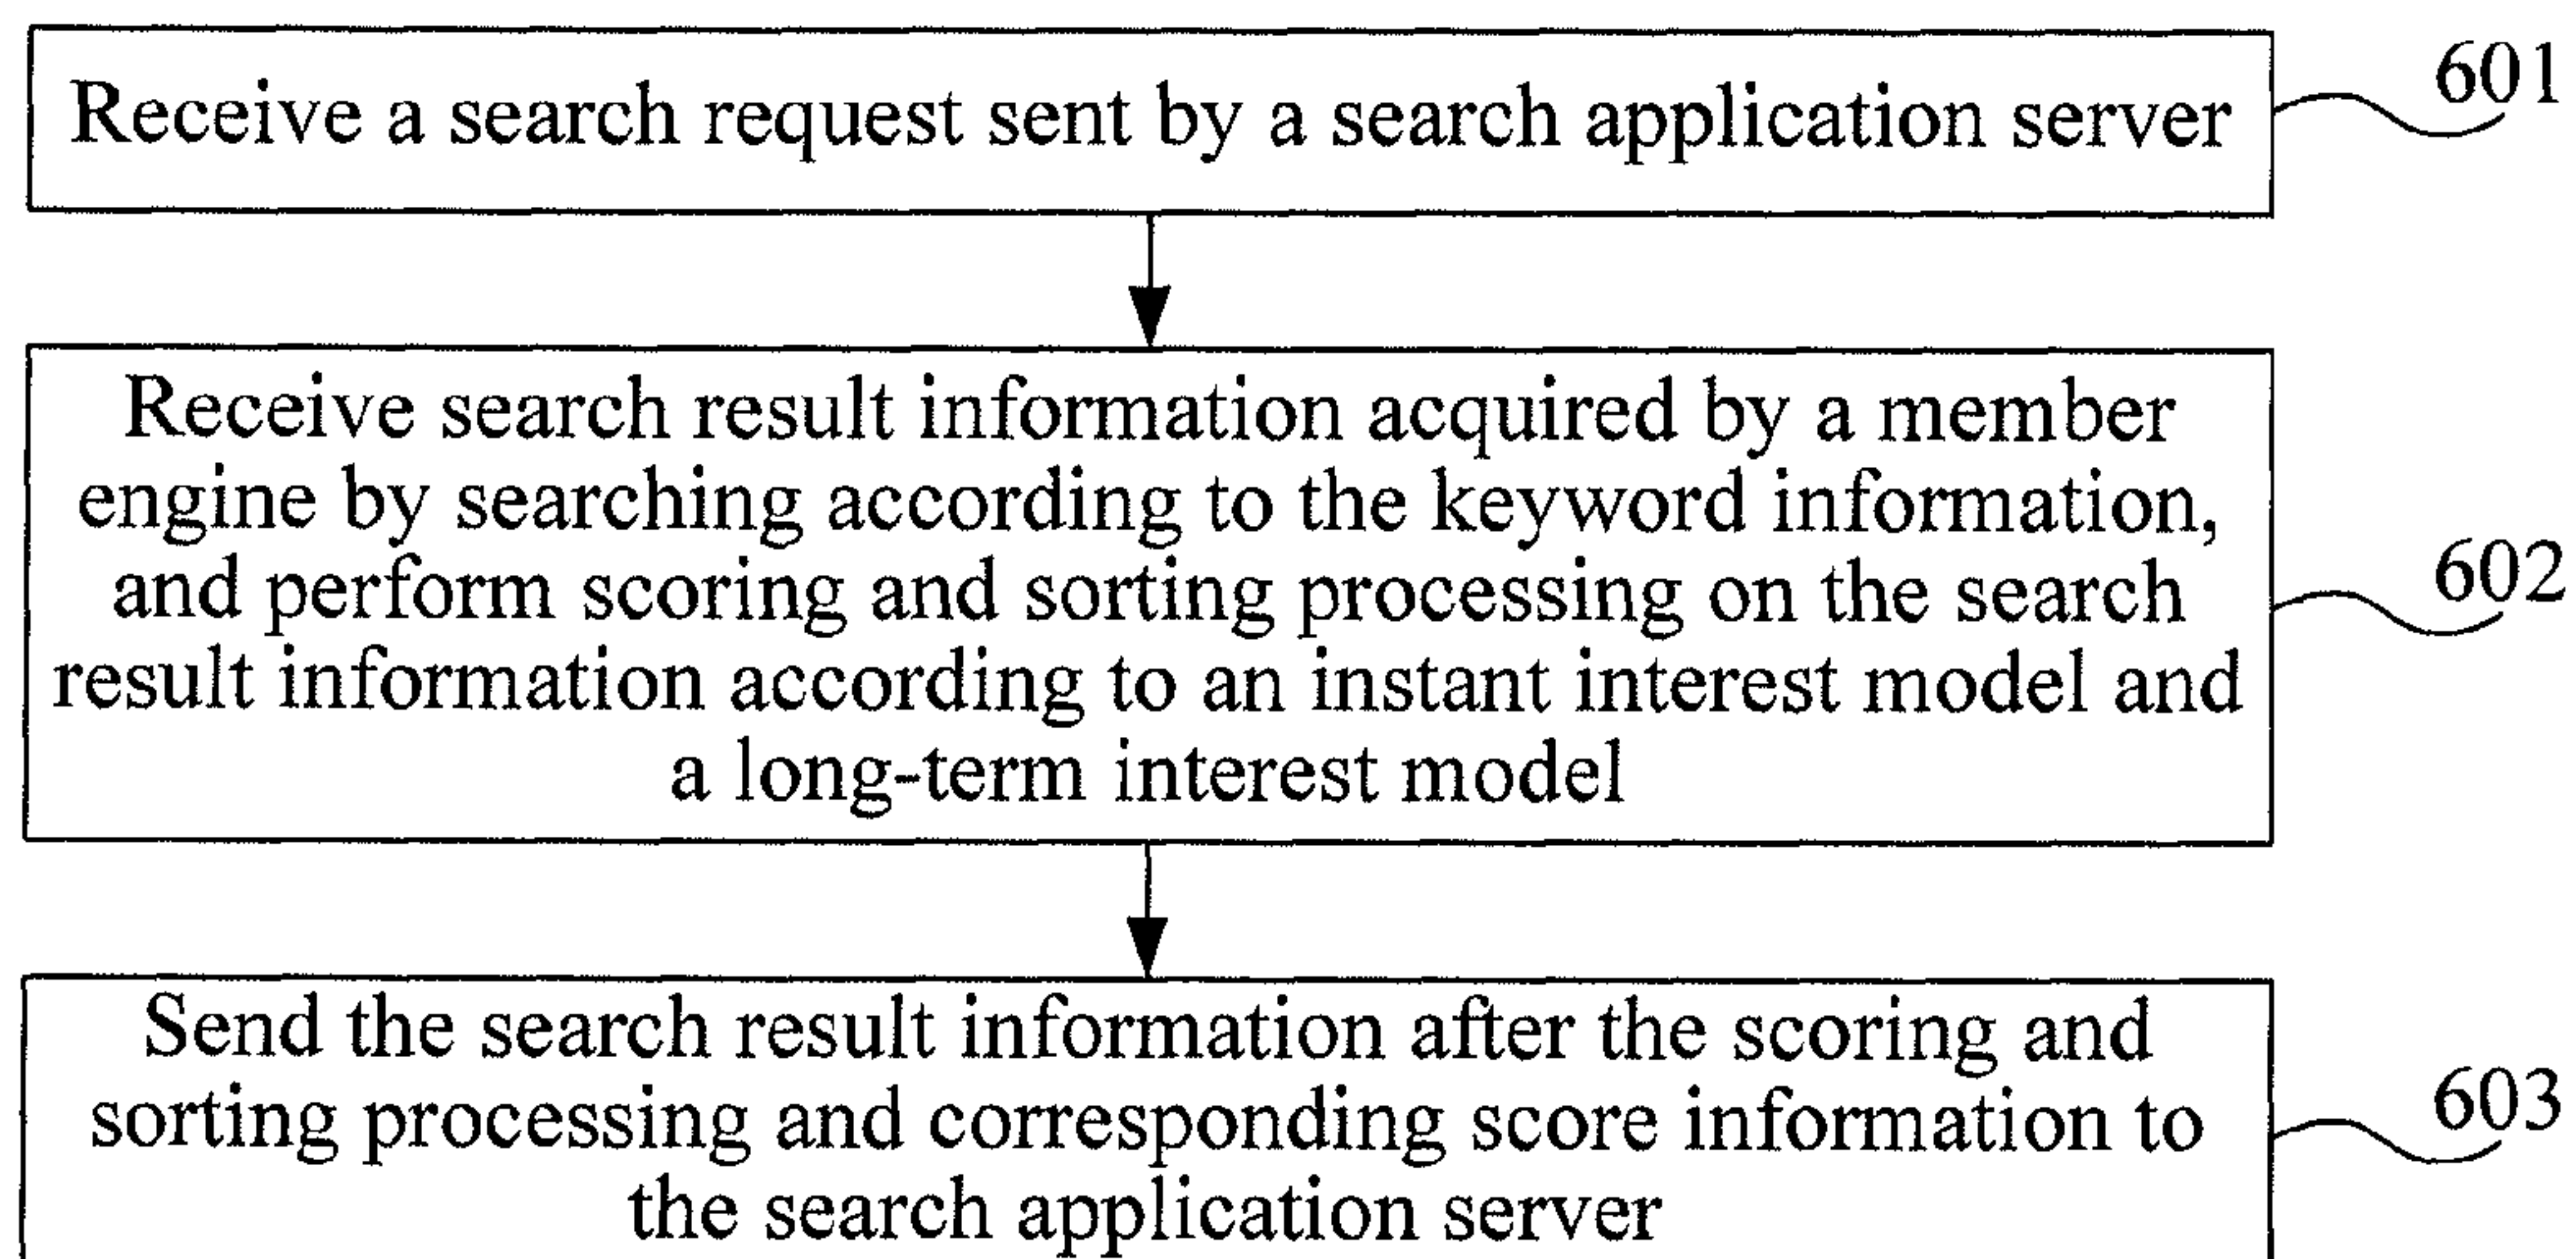 Receive a search request sent by a search application server
601
Receive search result information acquired by a member
engine by searching according to the keyword information,
and perform scoring and sorting processing on the search
result information according to an instant interest model and
a long-term interest model
602
Send the search result information after the scoring and
sorting processing and corresponding score information to
the search application server
603